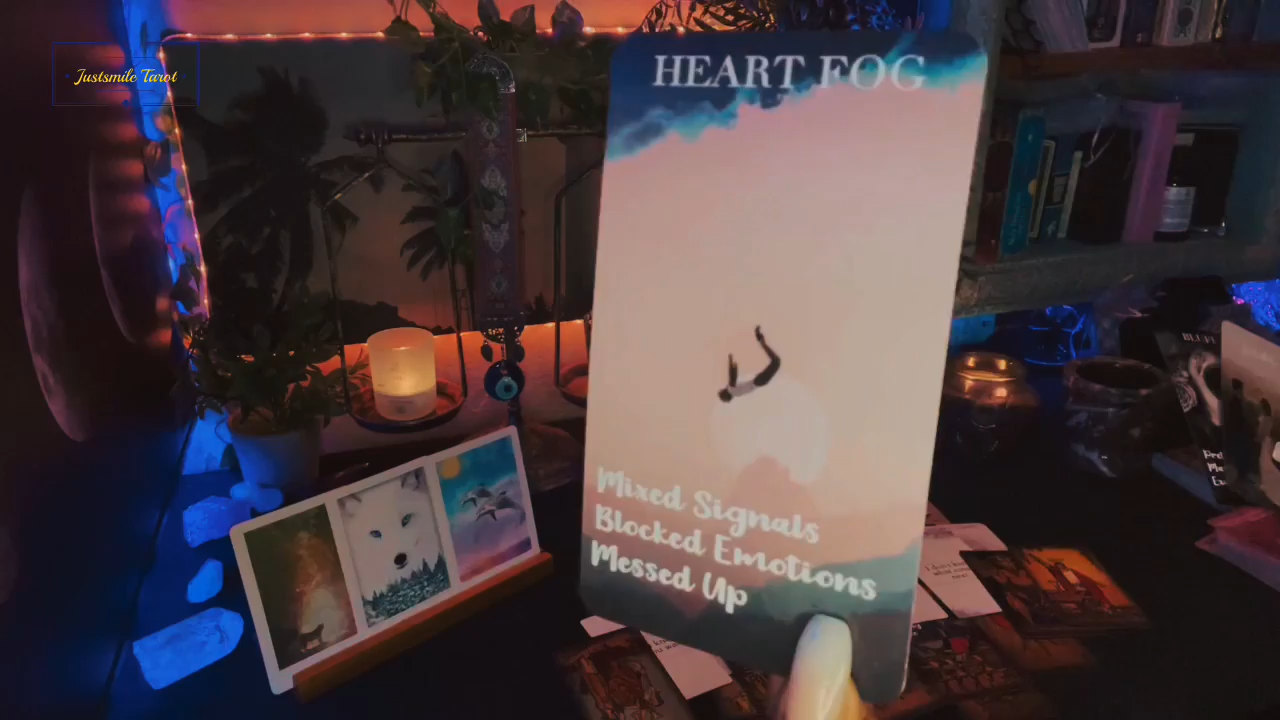 Justsmile Tarot
HEART FOG
Mixed Signals
Blocked Emotions
Messed Up